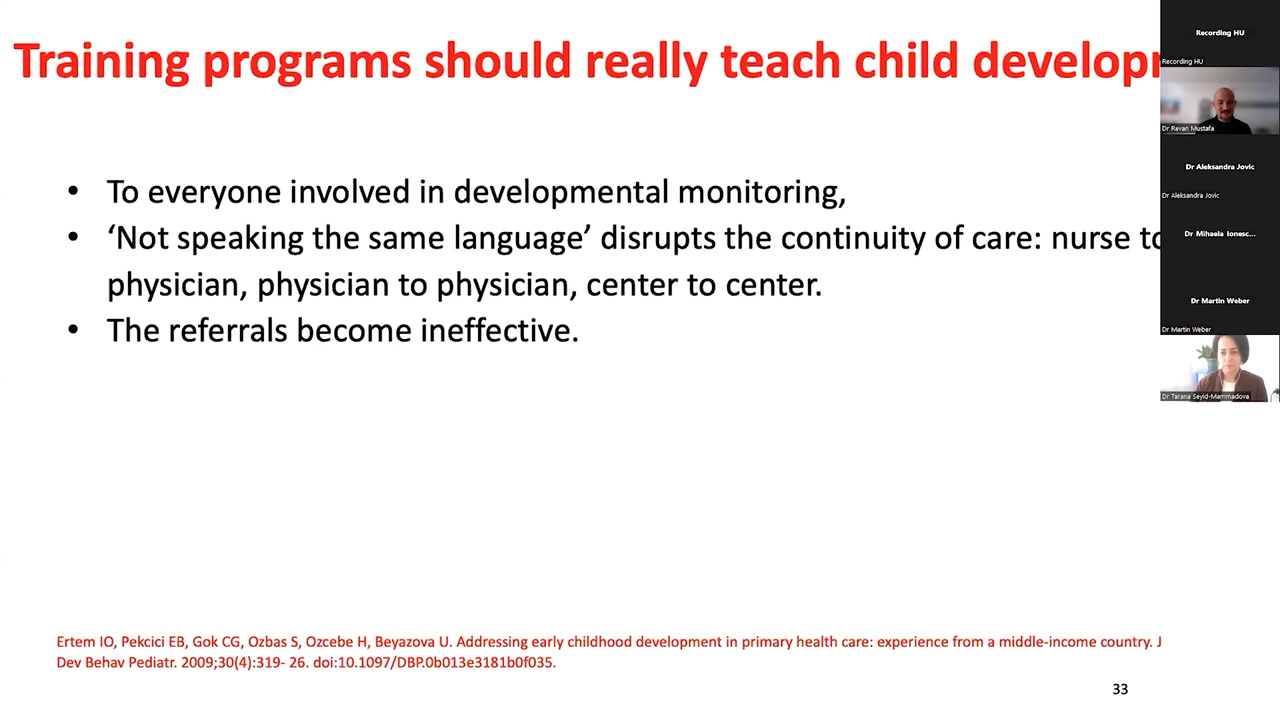 Training programs should really teach child develop
• To everyone involved in developmental monitoring,
• ‘Not speaking the same language’ disrupts the continuity of care: nurse to
physician, physician to physician, center to center.
• The referrals become ineffective.
Ertem IO, Pekcici EB, Gok CG, Ozbas S, Ozcebe H, Beyazova U. Addressing early childhood development in primary health care: experience from a middle-income country. J
Dev Behav Pediatr. 2009;30(4):319- 26. doi:10.1097/DBP.0b013e3181b0f035.
33
Recording HU
Recording HU
Dr Revan Mustafa
Dr Aleksandra Jovic
Dr Aleksandra Jovic
Dr Mihaela Ionesc...
Dr Martin Weber
Dr Martin Weber
Dr Tarana Seyid-Mammadova